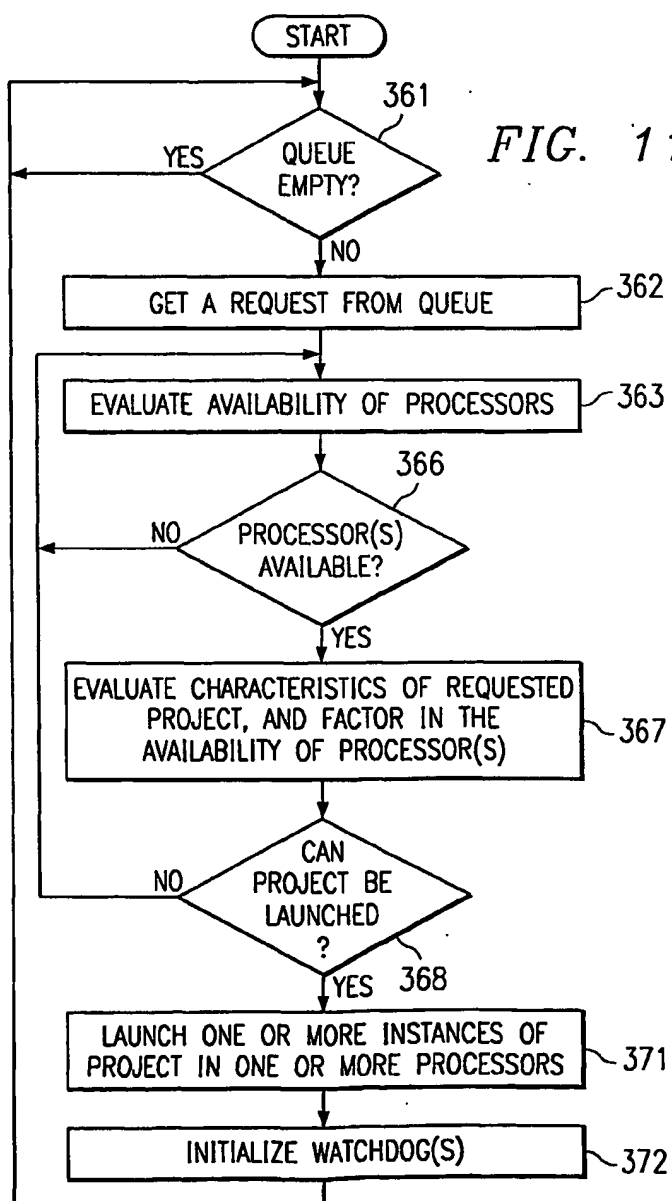 START
361
FIG. 11
YES
QUEUE
EMPTY?
NO
GET A REQUEST FROM QUEUE
362
EVALUATE AVAILABILITY OF PROCESSORS
363
366
NO
PROCESSOR(S)
AVAILABLE?
YES
EVALUATE CHARACTERISTICS OF REQUESTED
PROJECT, AND FACTOR IN THE
AVAILABILITY OF PROCESSOR(S)
367
CAN
PROJECT BE
LAUNCHED
?
NO
368
YES
LAUNCH ONE OR MORE INSTANCES OF
PROJECT IN ONE OR MORE PROCESSORS
371
INITIALIZE WATCHDOG(S)
372